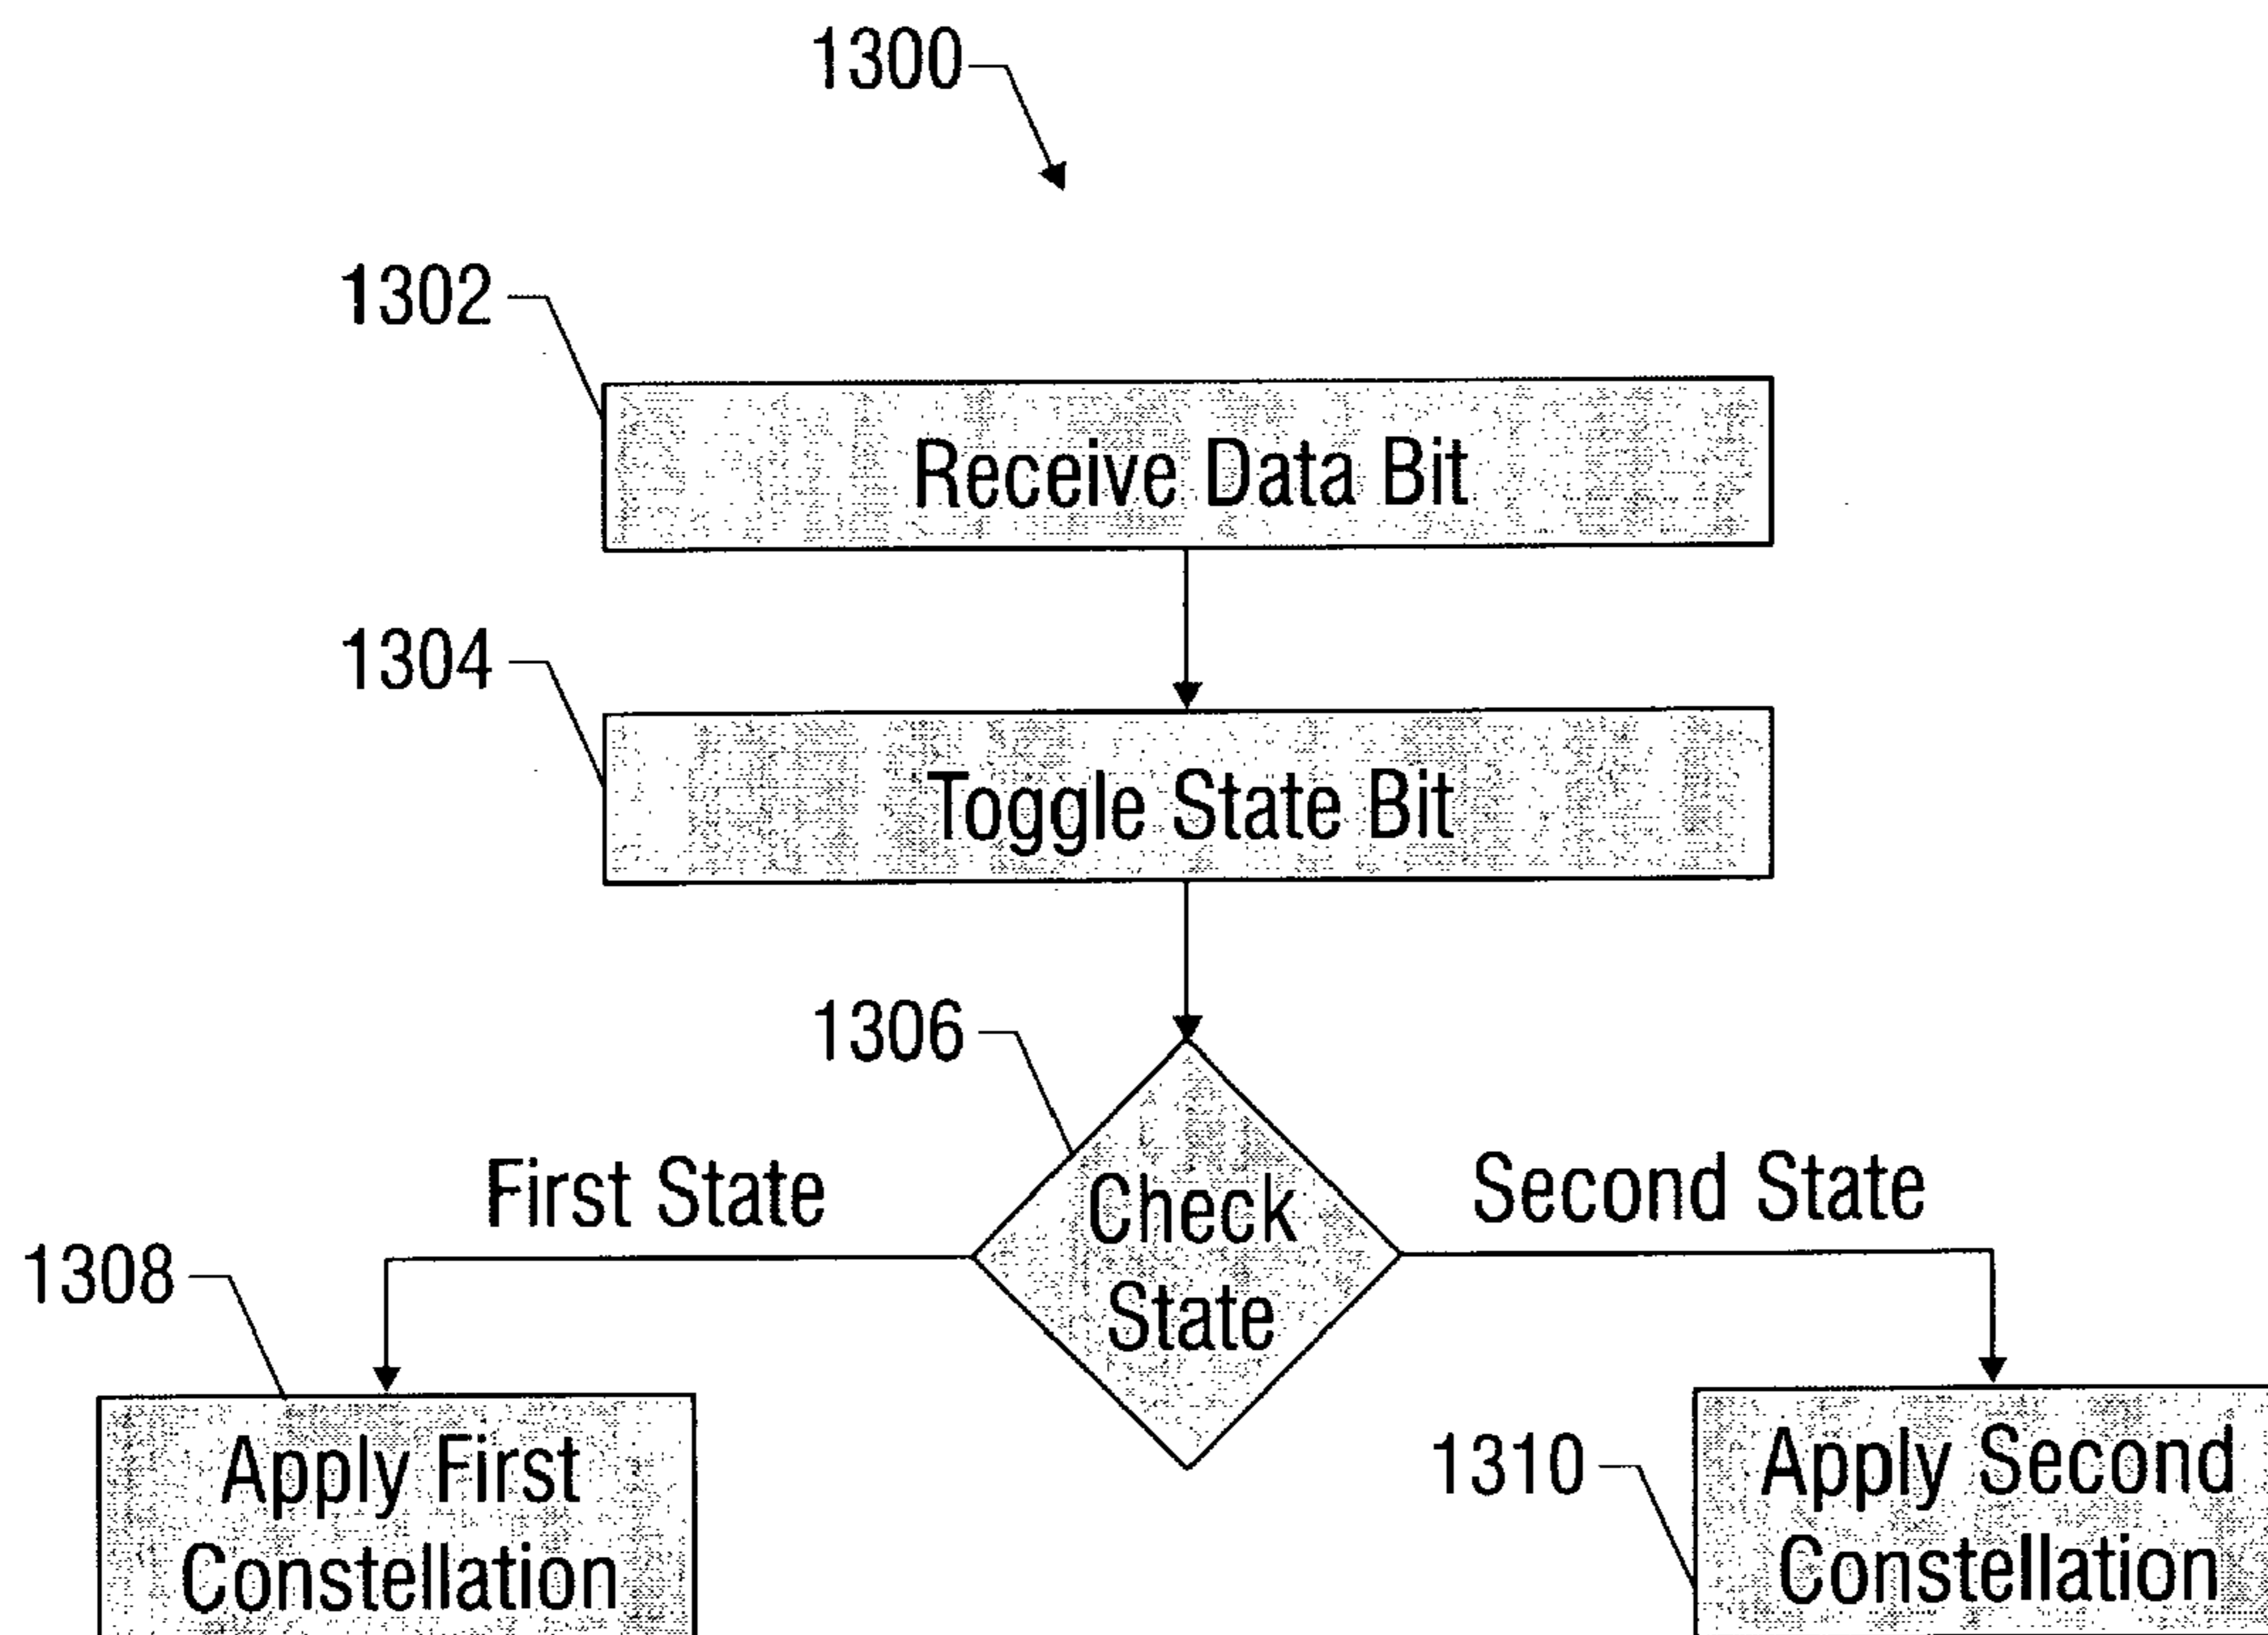 1300
1302
Receive Data Bit
1304
Toggle State Bit
1306
Check
State
First State
Second State
1308
Apply First
Constellation
1310
Apply Second
Constellation